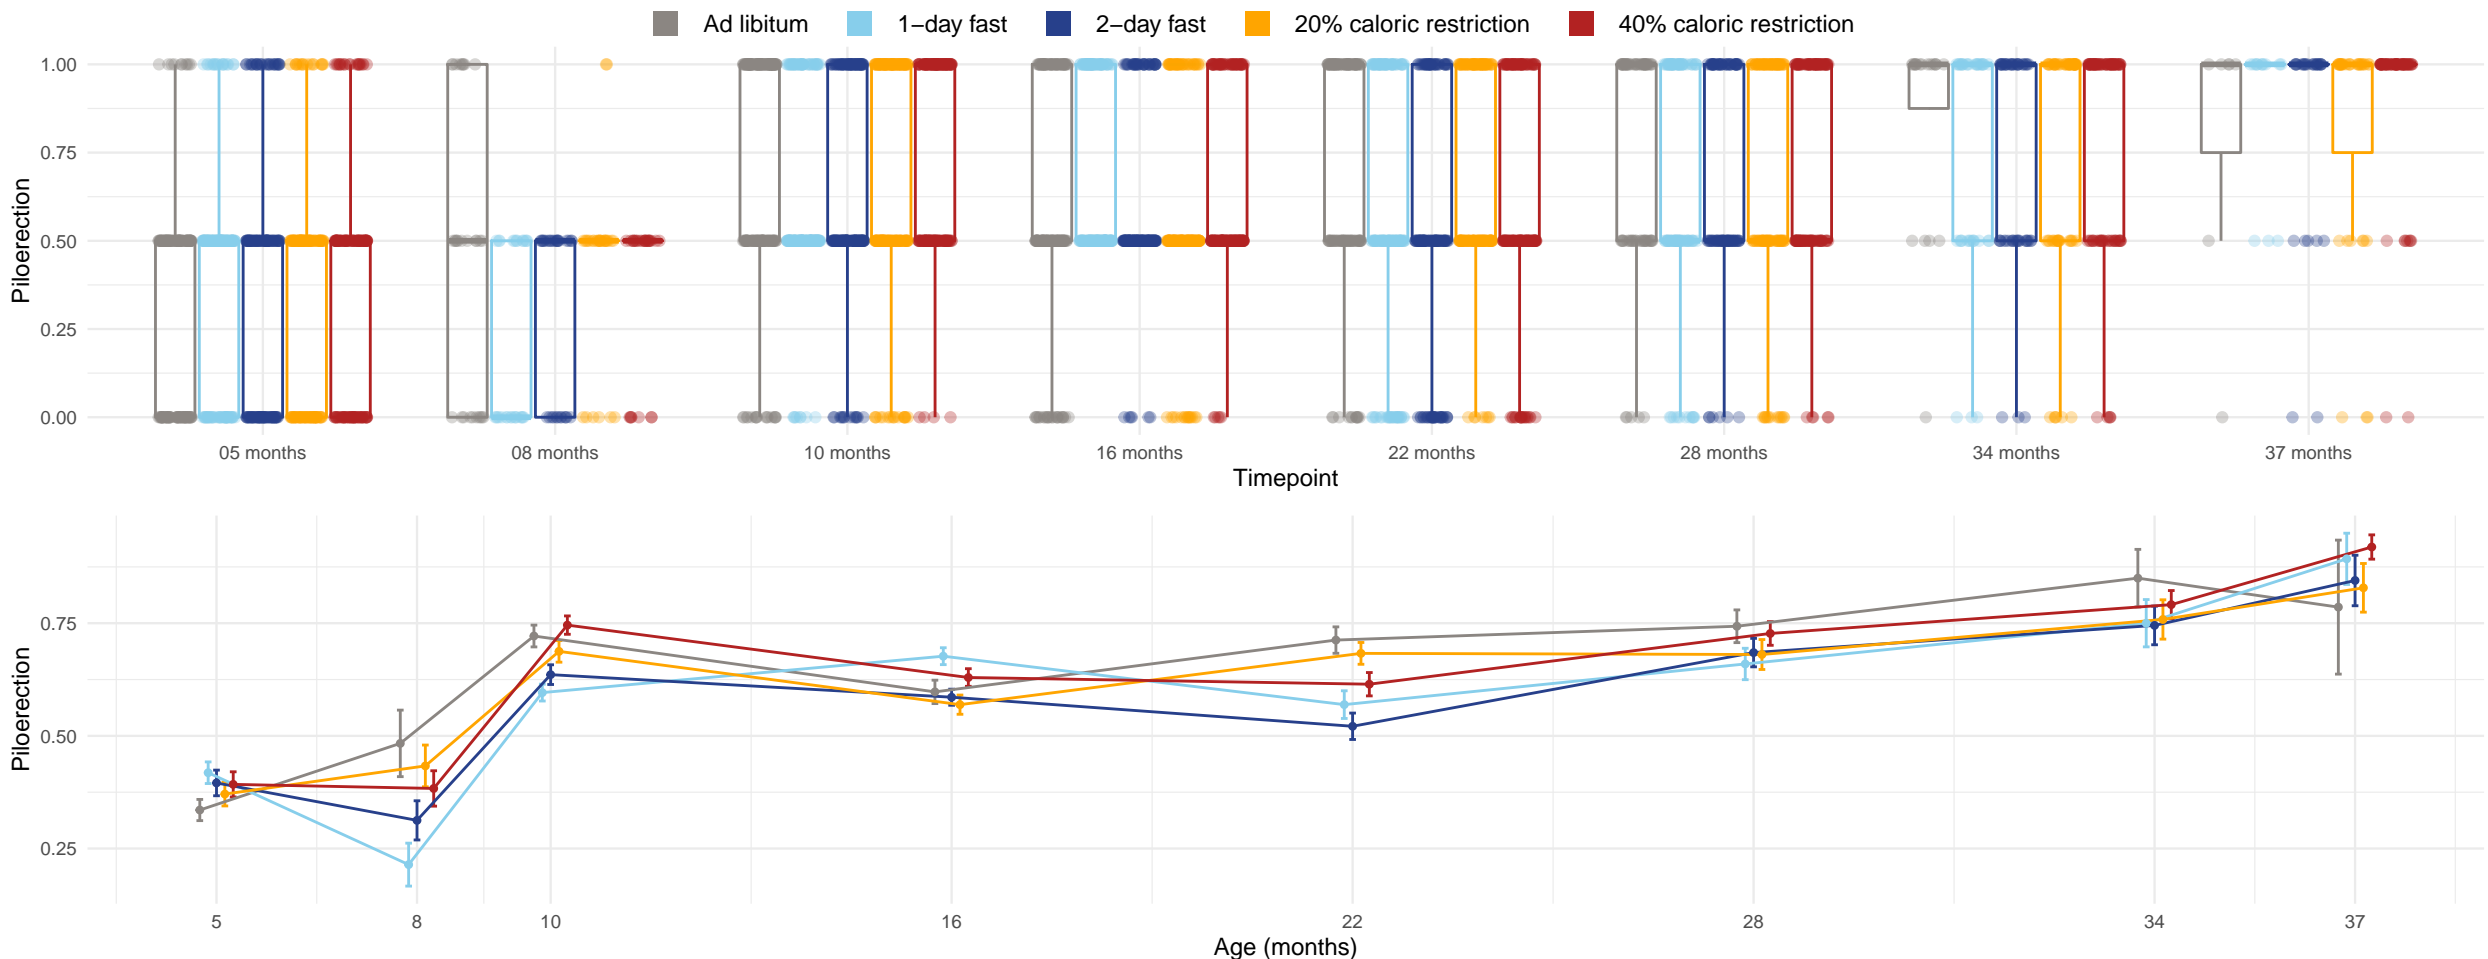 Ad libitum 1−day fast 2−day fast 20% caloric restriction 40% caloric restriction
Piloerection
1.00
0.75
0.50
0.25
0.00
05 months 08 months 10 months 16 months 22 months 28 months 34 months 37 months
Timepoint
Piloerection
0.75
0.50
0.25
5 8 10 16 22 28 34 37
Age (months)